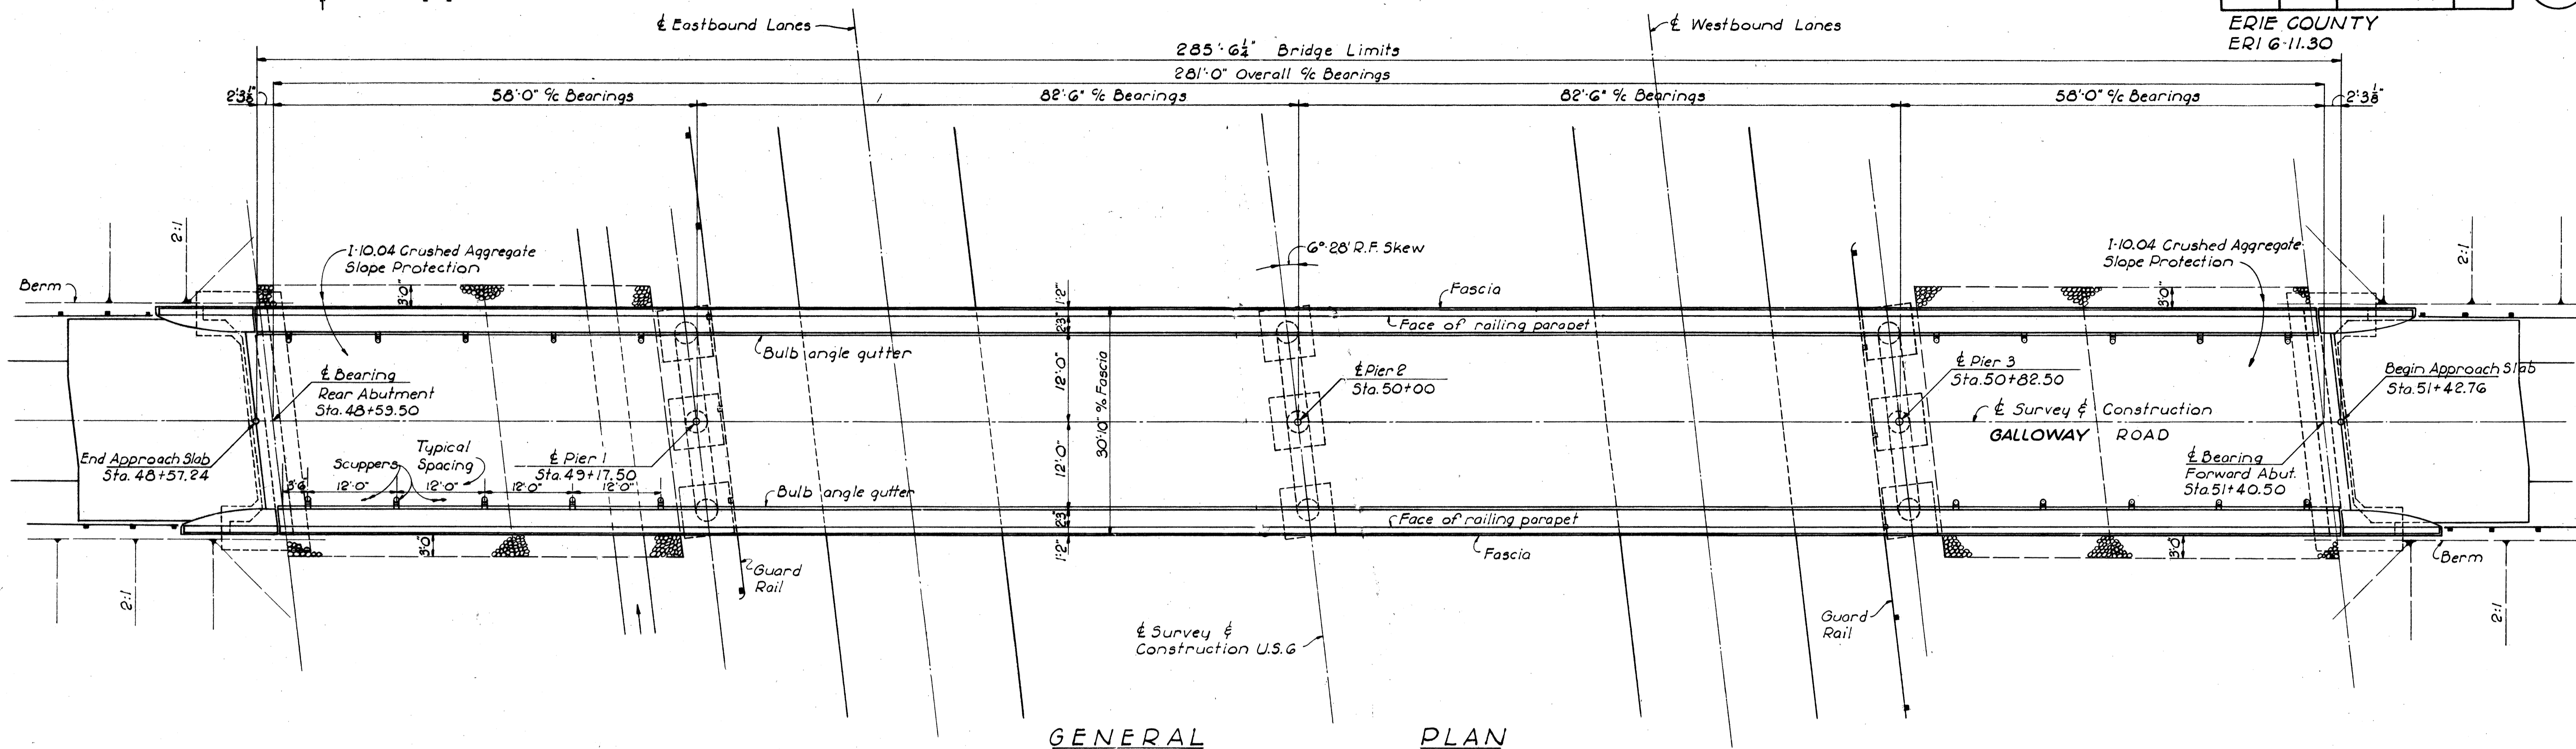 ERIE COUNTY
ERI 6-11.30
℄ Eastbound Lanes
℄ Westbound Lanes
285'-6¼" Bridge Limits
281'-0" Overall c/c Bearings
2'-3⅛"
58'-0" c/c Bearings
82'-6" c/c Bearings
82'-6" c/c Bearings
58'-0" c/c Bearings
2'-3⅛"
2:1
I-10.04 Crushed Aggregate
Slope Protection
6°-28' R.F. Skew
I-10.04 Crushed Aggregate
Slope Protection
2:1
Berm
3'-0"
1'-2"
Fascia
3'-0"
2'-3"
Face of railing parapet
Bulb angle gutter
℄ Bearing
Rear Abutment
Sta. 48+59.50
12'-0"
30'-10" c/c Fascia
℄ Pier 2
Sta. 50+00
℄ Pier 3
Sta. 50+82.50
Begin Approach Slab
Sta. 51+42.76
℄ Survey & Construction
GALLOWAY ROAD
End Approach Slab
Sta. 48+57.24
Scuppers
Typical
Spacing
℄ Pier 1
Sta. 49+17.50
12'-0"
℄ Bearing
Forward Abut.
Sta. 51+40.50
3'-6"
12'-0"
12'-0"
12'-0"
12'-0"
Bulb angle gutter
2'-3"
Face of railing parapet
3'-0"
1'-2"
Fascia
3'-0"
Berm
Guard
Rail
2:1
Guard
Rail
2:1
℄ Survey &
Construction U.S. 6
GENERAL PLAN